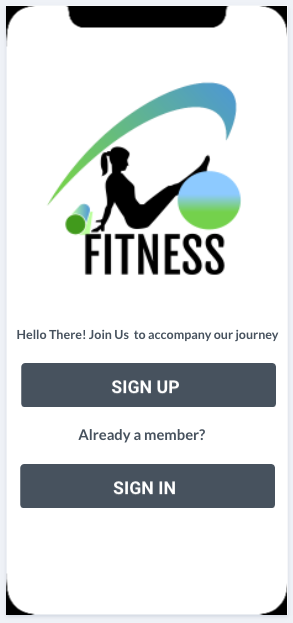 FITNESS
Hello There! Join Us to accompany our journey
SIGN UP
Already a member?
SIGN IN